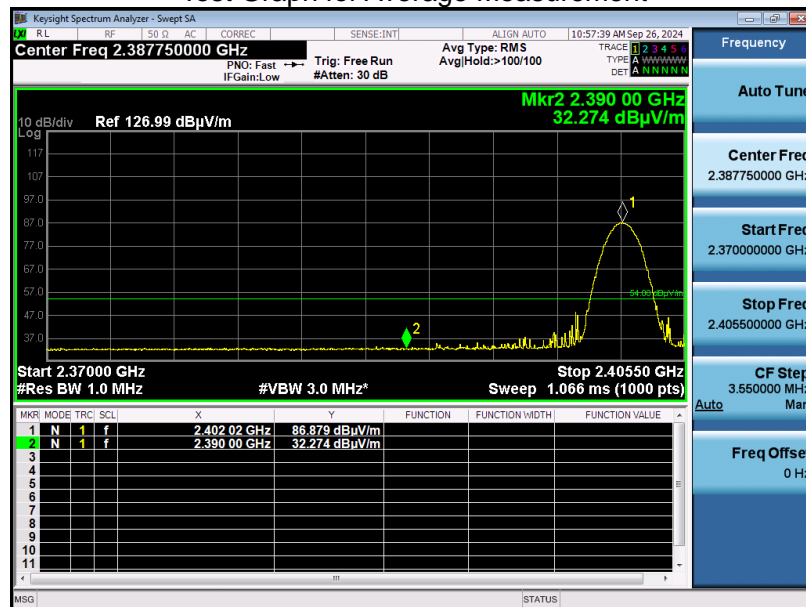 Test Graph for Average Measurement
Keysight Spectrum Analyzer - Swept SA
LXI RL RF 50 Ω AC CORREC SENSE:INT ALIGN AUTO 10:57:39 AM Sep 26, 2024
Center Freq 2.387750000 GHz Avg Type: RMS TRACE 1 2 3 4 5 6
PNO: Fast Trig: Free Run Avg|Hold:>100/100 TYPE A WWWWW
IFGain:Low #Atten: 30 dB DET A N N N N N
Mkr2 2.390 00 GHz
10 dB/div Ref 126.99 dBµV/m 32.274 dBµV/m
Log
117
107
97.0
1
87.0
77.0
67.0
57.0
54.00 dBµV/m
47.0
2
37.0
Start 2.37000 GHz Stop 2.40550 GHz
#Res BW 1.0 MHz #VBW 3.0 MHz* Sweep 1.066 ms (1000 pts)
MKR MODE TRC SCL X Y FUNCTION FUNCTION WIDTH FUNCTION VALUE
1 N 1 f 2.402 02 GHz 86.879 dBµV/m
2 N 1 f 2.390 00 GHz 32.274 dBµV/m
3
4
5
6
7
8
9
10
11
MSG STATUS
Frequency
Auto Tune
Center Freq
2.387750000 GHz
Start Freq
2.370000000 GHz
Stop Freq
2.405500000 GHz
CF Step
3.550000 MHz
Auto Man
Freq Offset
0 Hz